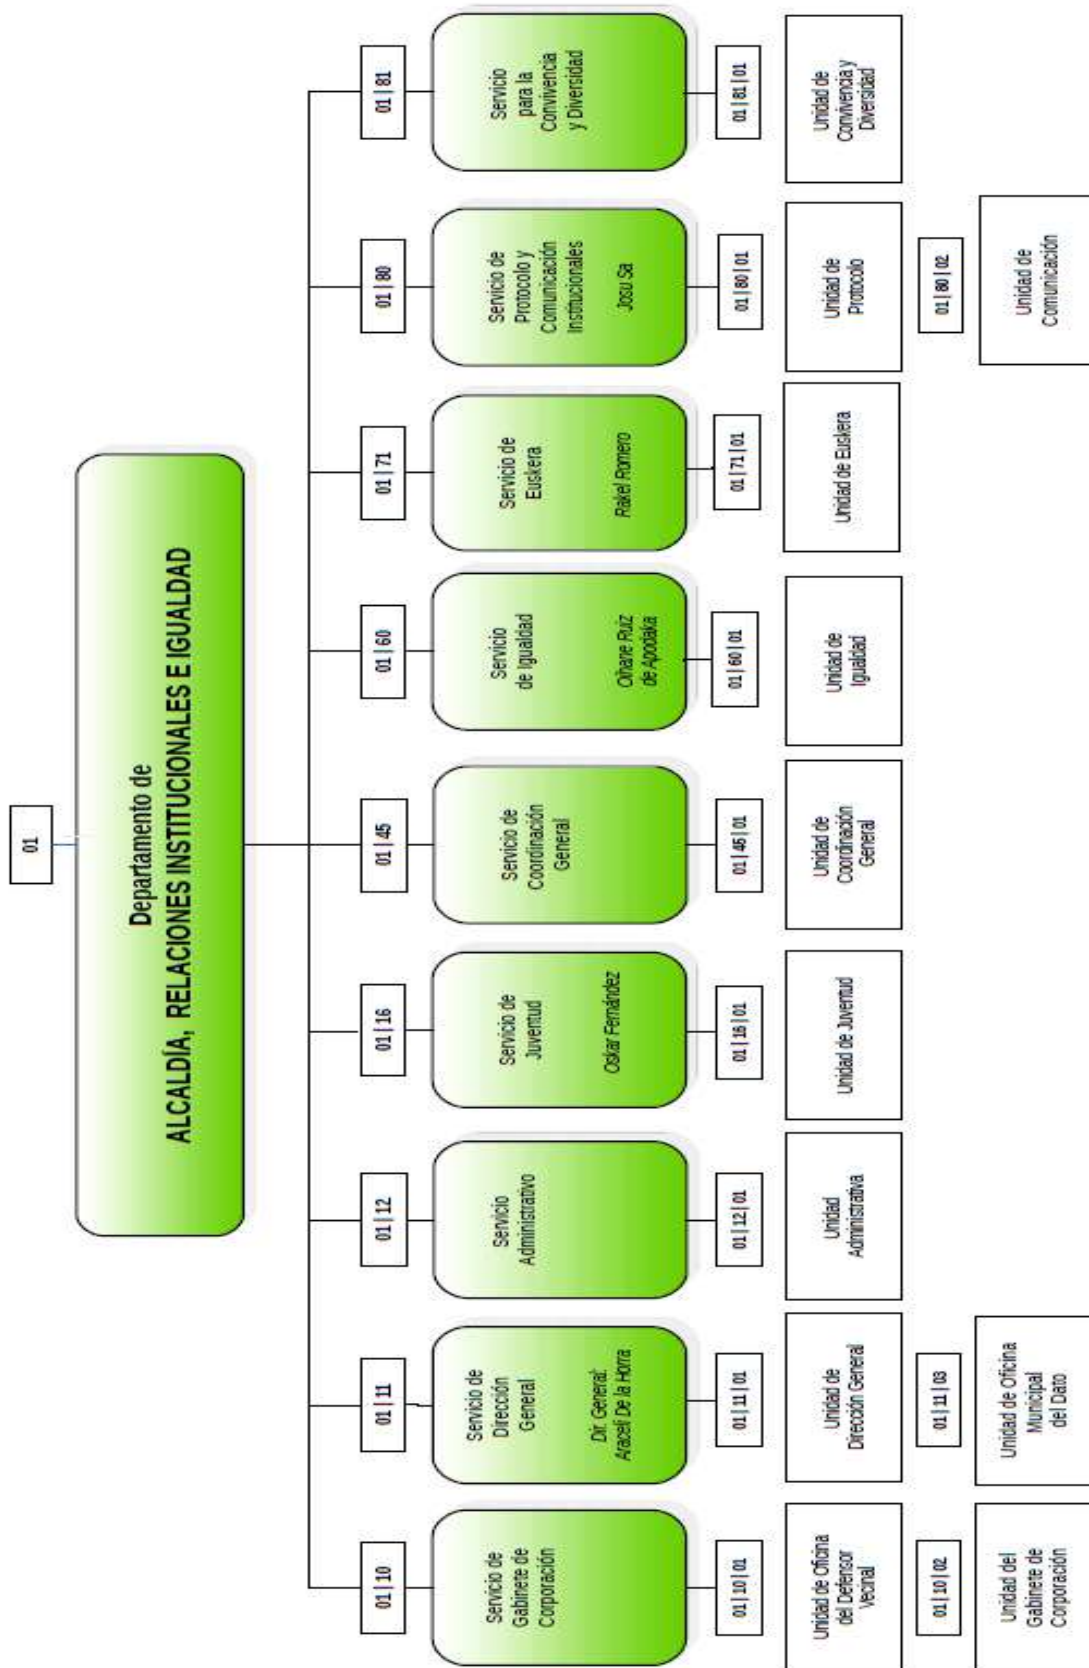 01
Departamento de
ALCALDÍA, RELACIONES INSTITUCIONALES E IGUALDAD
01|10
Servicio de
Gabinete de
Corporación
01|10|01
Unidad de Oficina
del Defensor
Vecinal
01|10|02
Unidad del
Gabinete de
Corporación
01|11
Servicio de
Dirección
General
Dir. General:
Araceli De la Horra
01|11|01
Unidad de
Dirección General
01|11|03
Unidad de Oficina
Municipal
del Dato
01|12
Servicio
Administrativo
01|12|01
Unidad
Administrativa
01|16
Servicio de
Juventud
Oskar Fernández
01|16|01
Unidad de Juventud
01|45
Servicio de
Coordinación
General
01|45|01
Unidad de
Coordinación
General
01|60
Servicio
de Igualdad
Oihane Ruiz
de Apodaka
01|60|01
Unidad de
Igualdad
01|71
Servicio de
Euskera
Rakel Romero
01|71|01
Unidad de Euskera
01|80
Servicio de
Protocolo y
Comunicación
Institucionales
Josu Sa
01|80|01
Unidad de
Protocolo
01|80|02
Unidad de
Comunicación
01|81
Servicio
para la
Convivencia
y Diversidad
01|81|01
Unidad de
Convivencia y
Diversidad